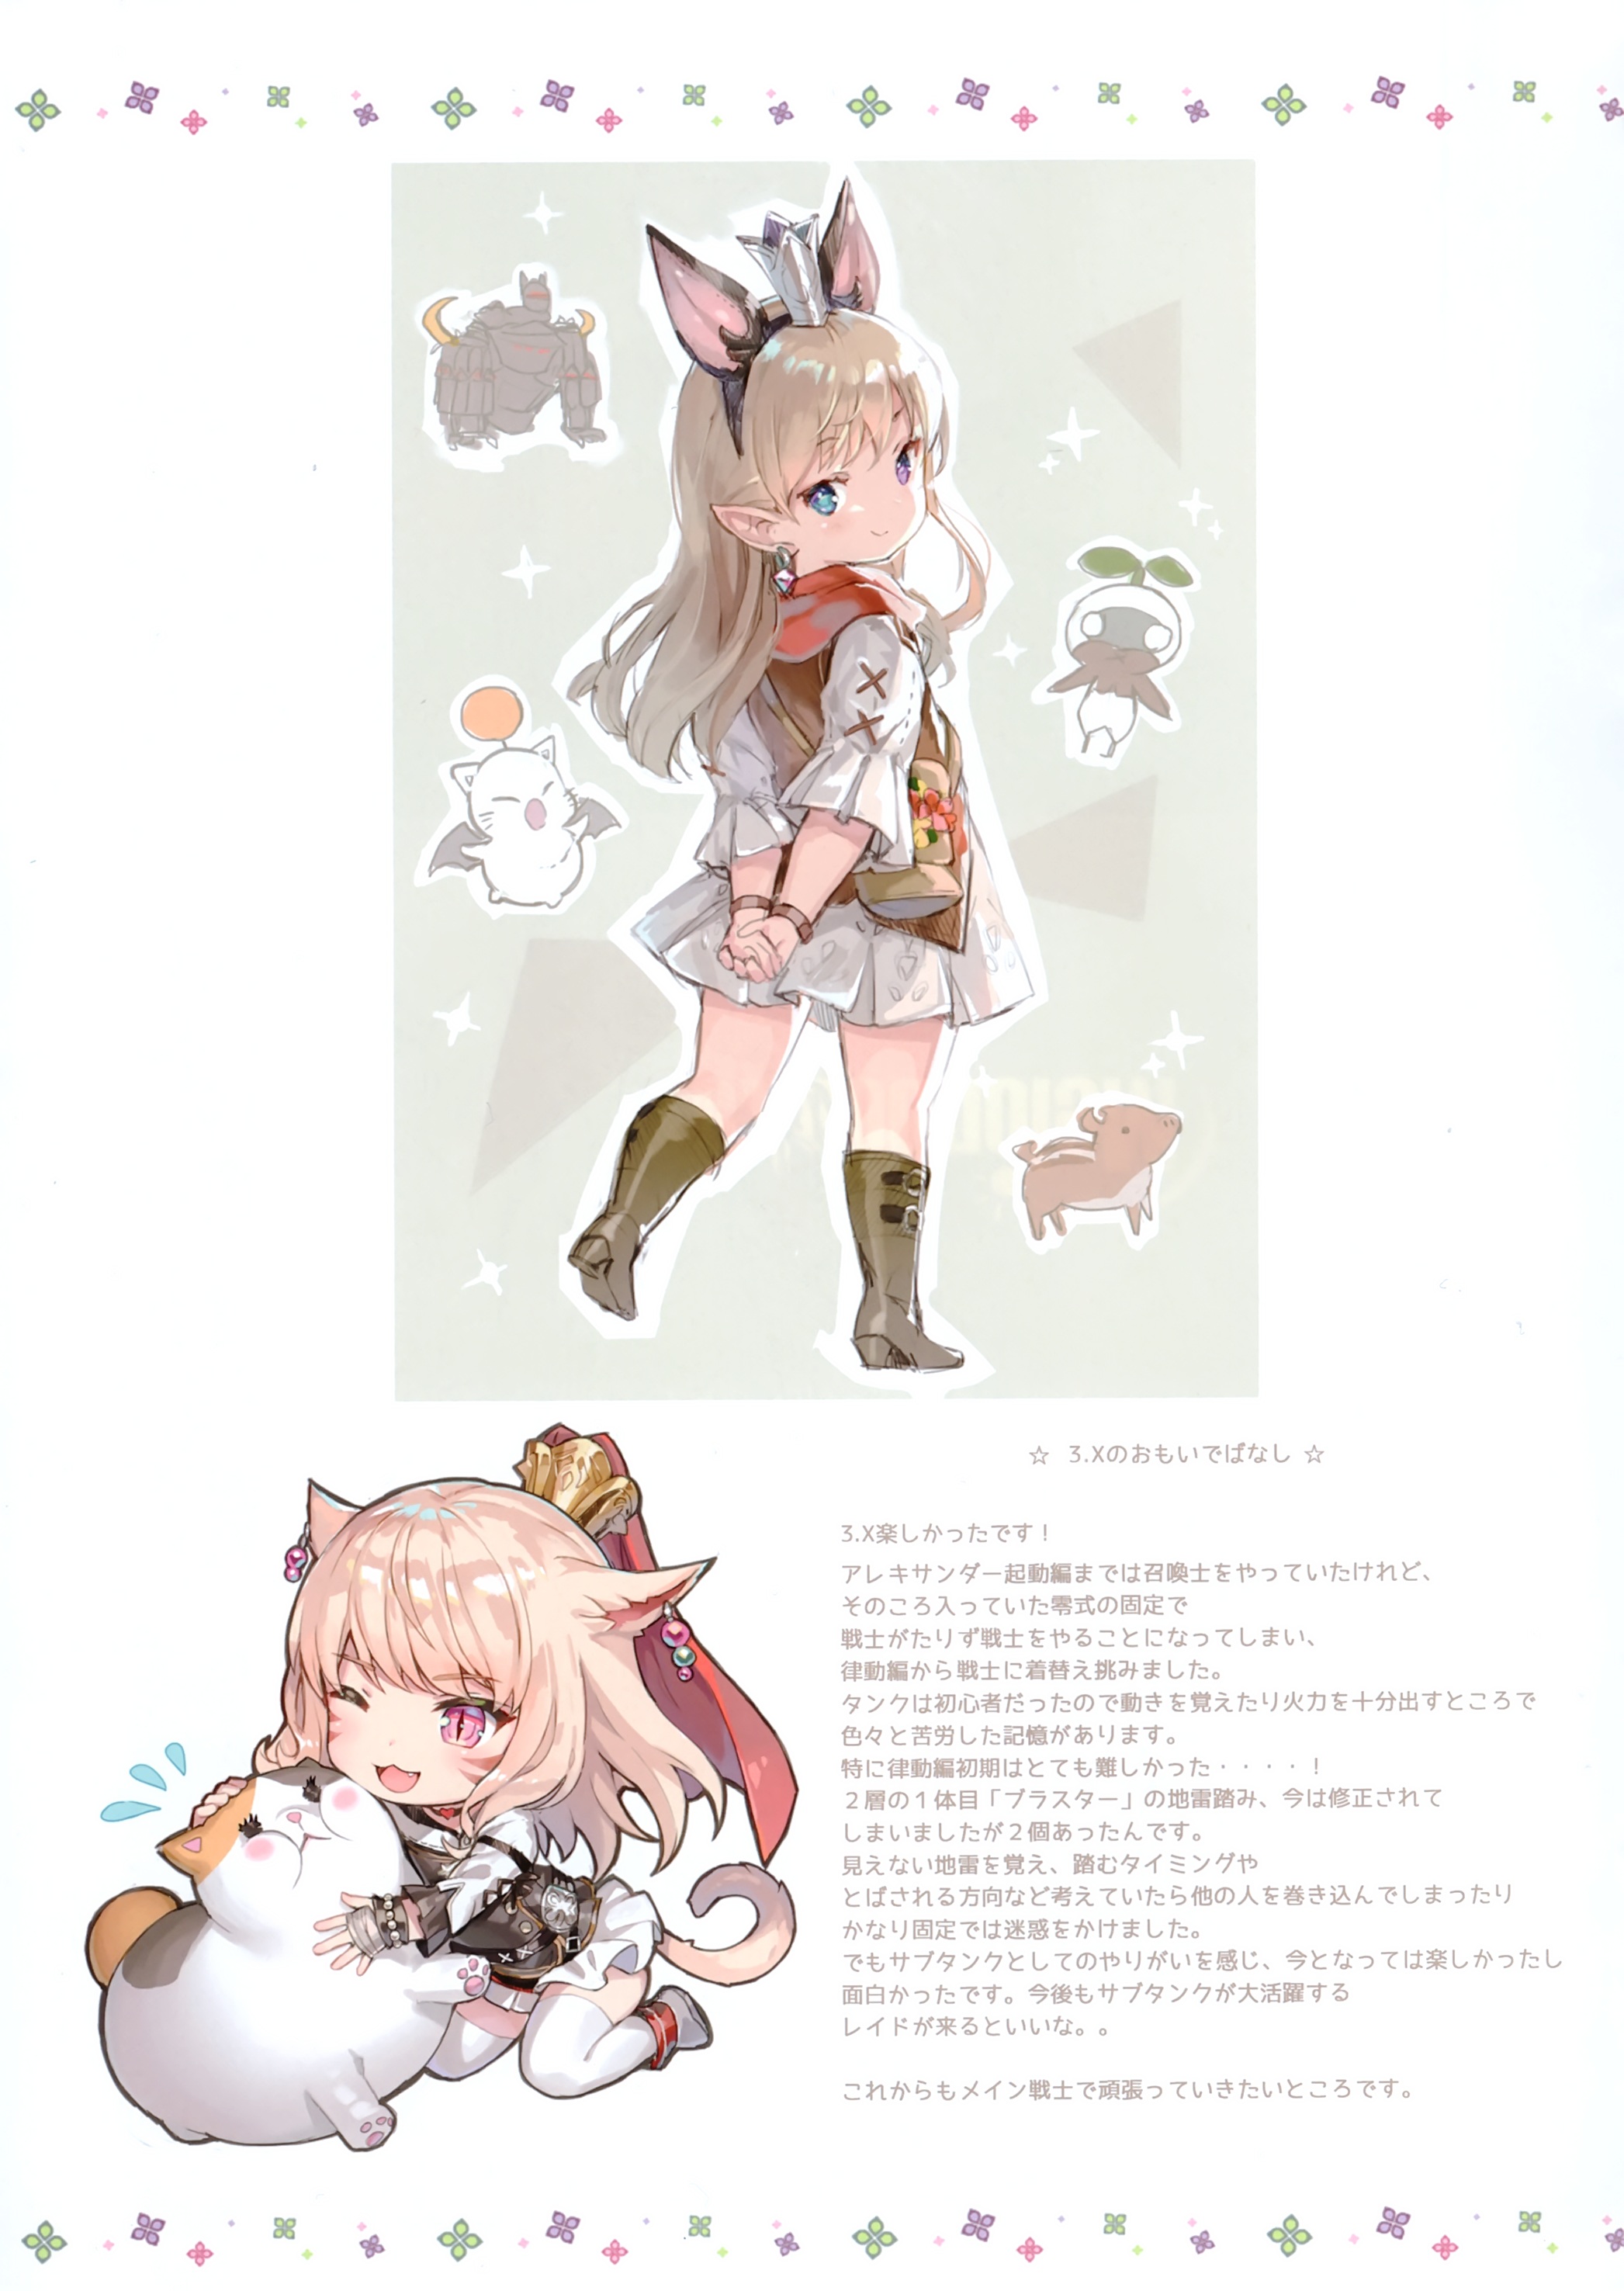 ☆ 3.Xのおもいでばなし ☆
3.X楽しかったです！
アレキサンダー起動編までは召喚士をやっていたけれど、
そのころ入っていた零式の固定で
戦士がたりず戦士をやることになってしまい、
律動編から戦士に着替え挑みました。
タンクは初心者だったので動きを覚えたり火力を十分出すところで
色々と苦労した記憶があります。
特に律動編初期はとても難しかった・・・・！
２層の１体目「ブラスター」の地雷踏み、今は修正されて
しまいましたが２個あったんです。
見えない地雷を覚え、踏むタイミングや
とばされる方向など考えていたら他の人を巻き込んでしまったり
かなり固定では迷惑をかけました。
でもサブタンクとしてのやりがいを感じ、今となっては楽しかったし
面白かったです。今後もサブタンクが大活躍する
レイドが来るといいな。。
これからもメイン戦士で頑張っていきたいところです。